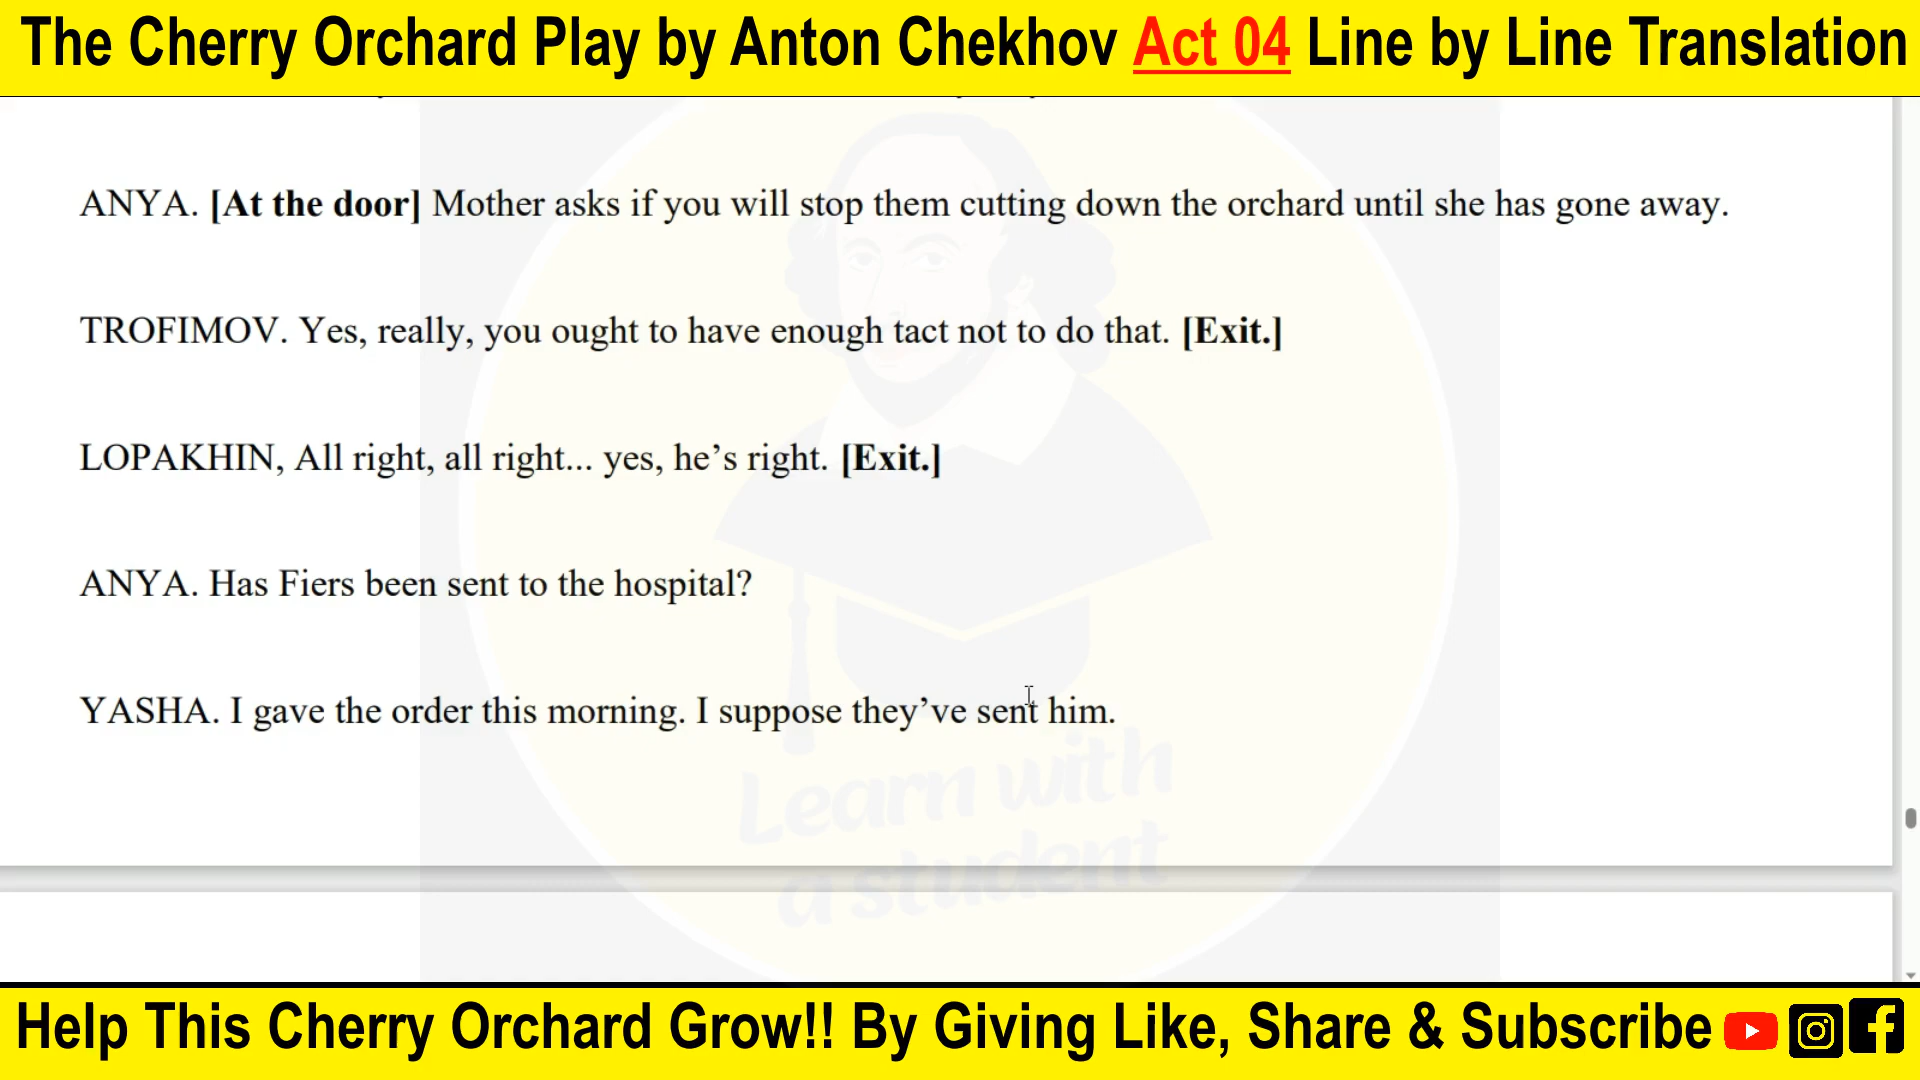 The Cherry Orchard Play by Anton Chekhov Act 04 Line by Line Translation
ANYA. [At the door] Mother asks if you will stop them cutting down the orchard until she has gone away.
TROFIMOV. Yes, really, you ought to have enough tact not to do that. [Exit.]
LOPAKHIN, All right, all right... yes, he’s right. [Exit.]
ANYA. Has Fiers been sent to the hospital?
YASHA. I gave the order this morning. I suppose they’ve sent him.
Learn with
a student
Help This Cherry Orchard Grow!! By Giving Like, Share & Subscribe